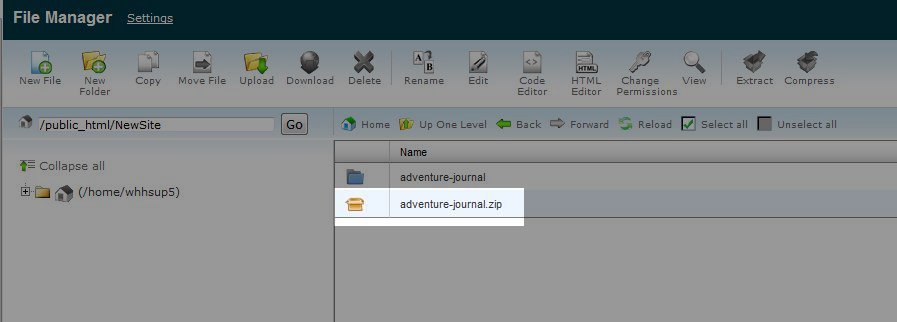 File Manager Settings
New File New Folder Copy Move File Upload Download Delete Rename Edit Code Editor HTML Editor Change Permissions View Extract Compress
/public_html/NewSite Go Home Up One Level Back Forward Reload Select all Unselect all
Name
Collapse all
adventure-journal
(/home/whhsup5)
adventure-journal.zip